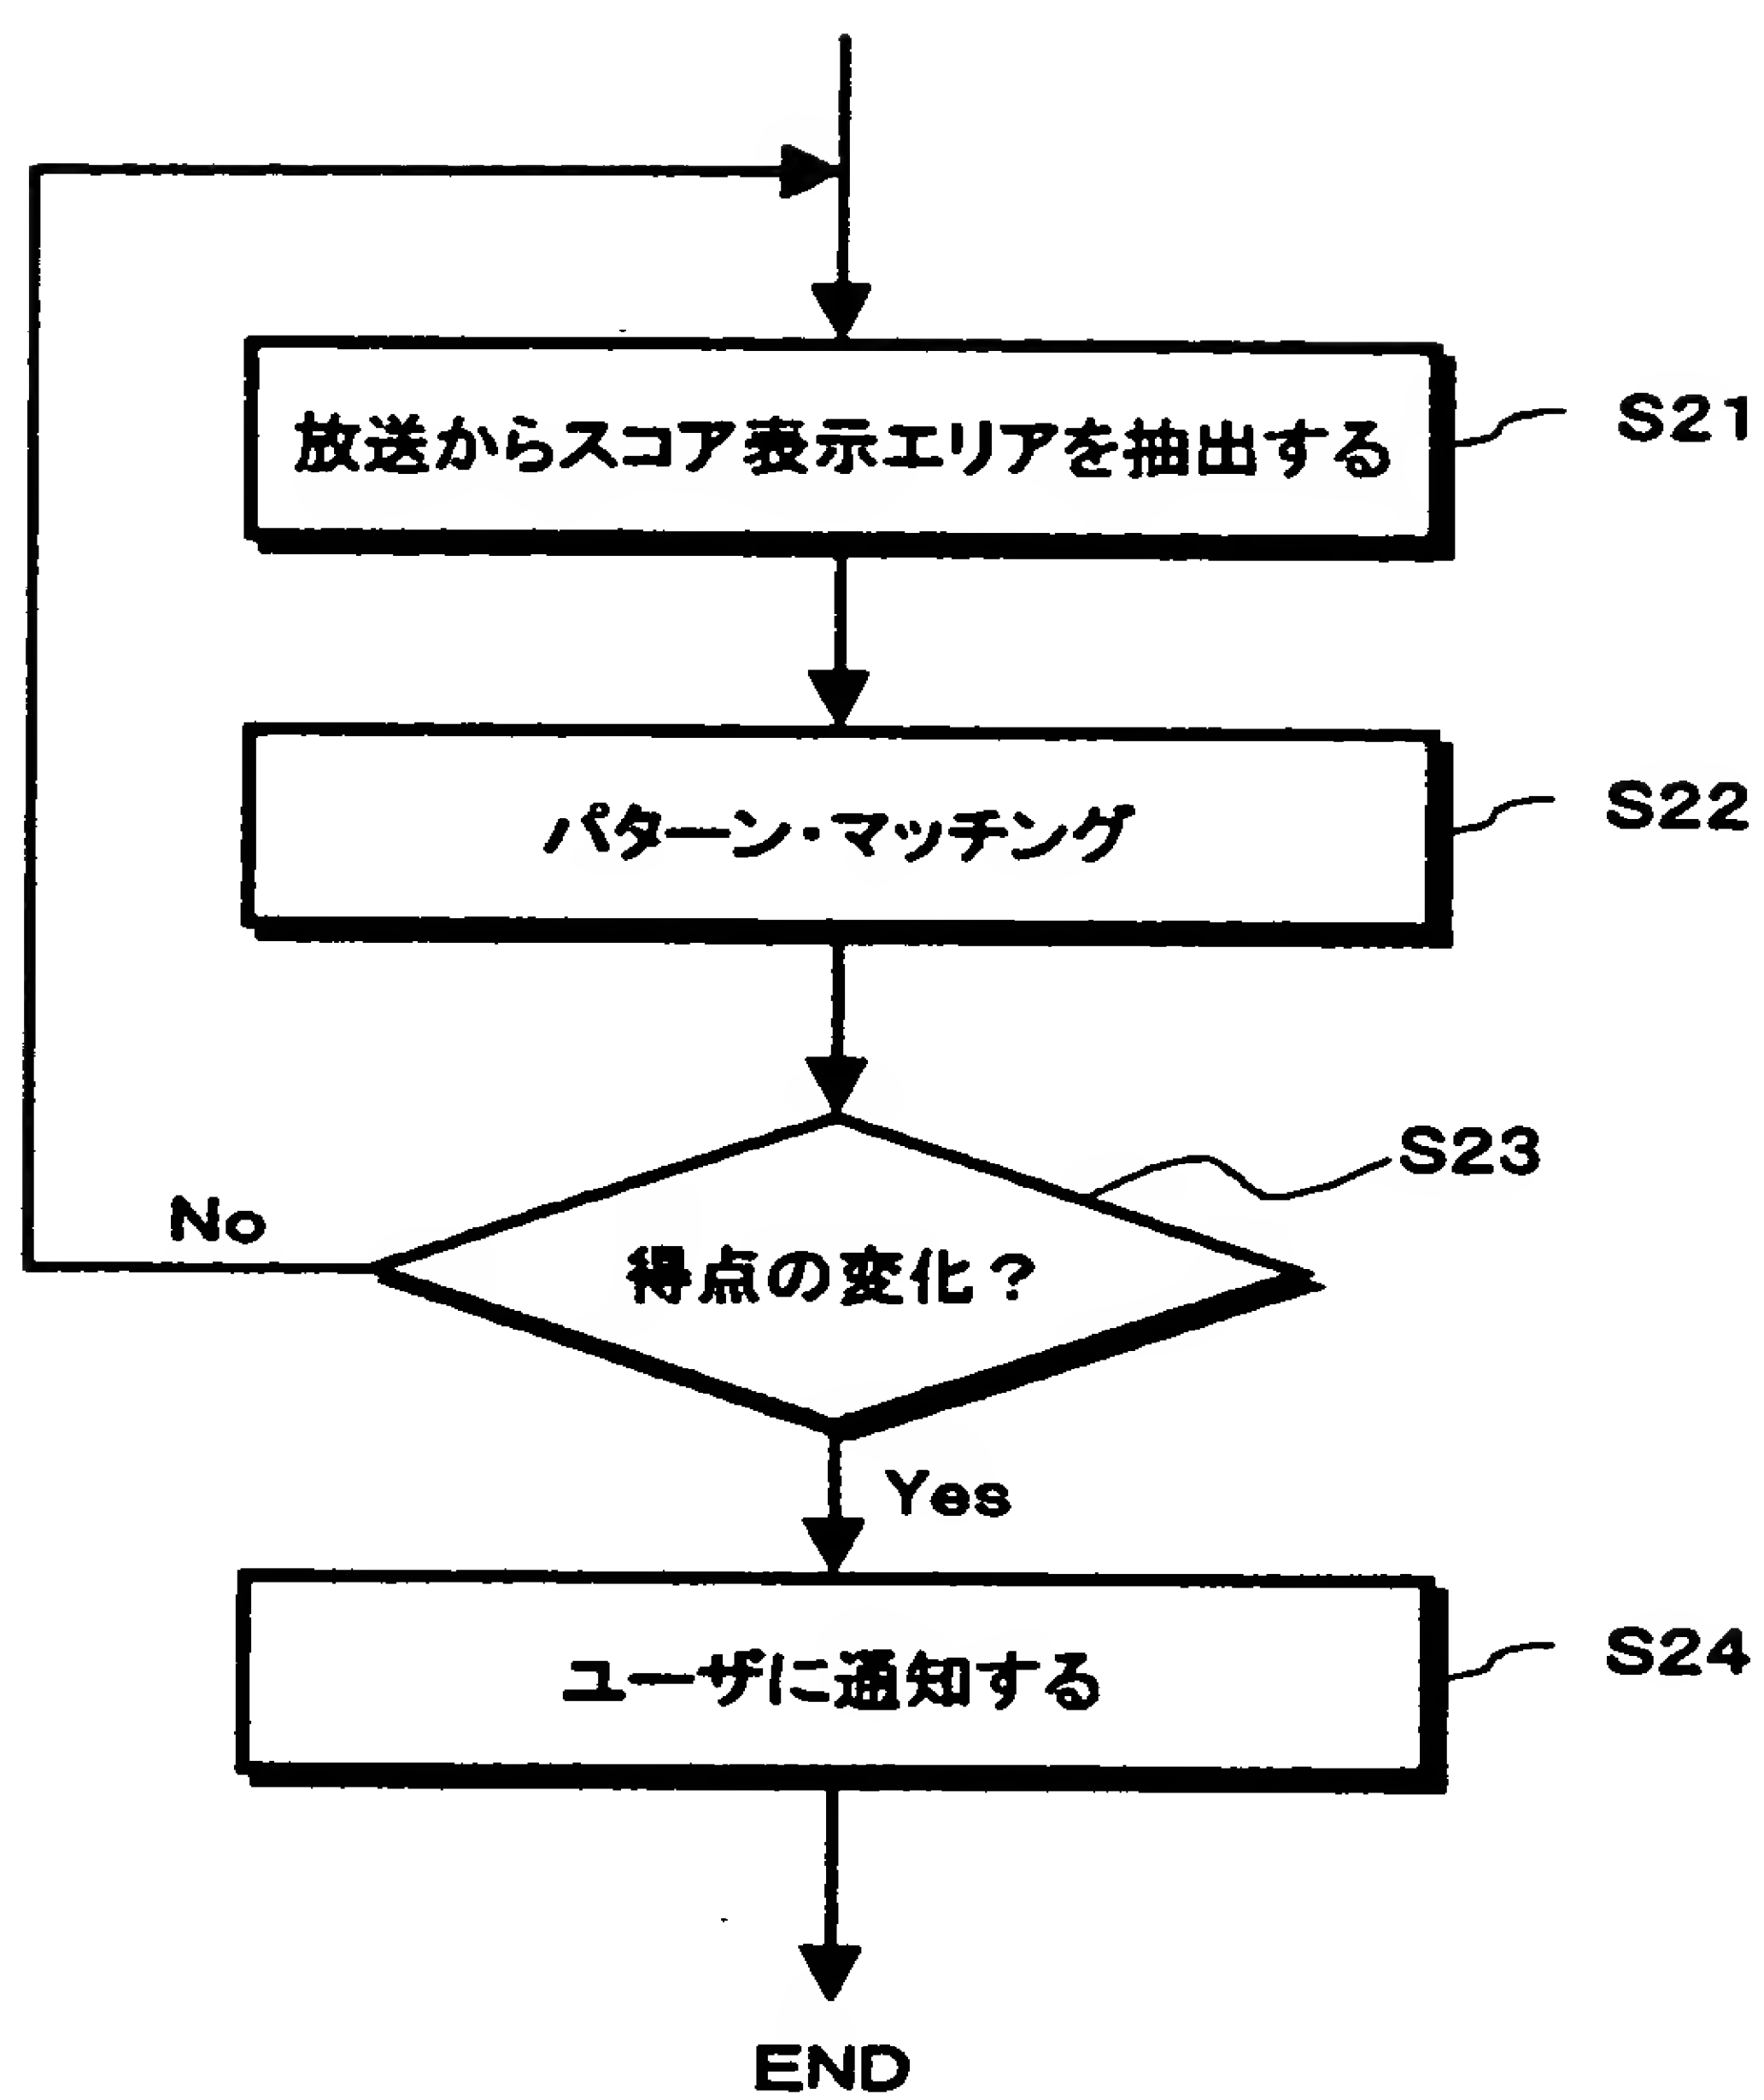 放送からスコア表示エリアを抽出する
S21
パターン・マッチング
S22
S23
得点の変化?
No
Yes
ユーザに通知する
S24
END